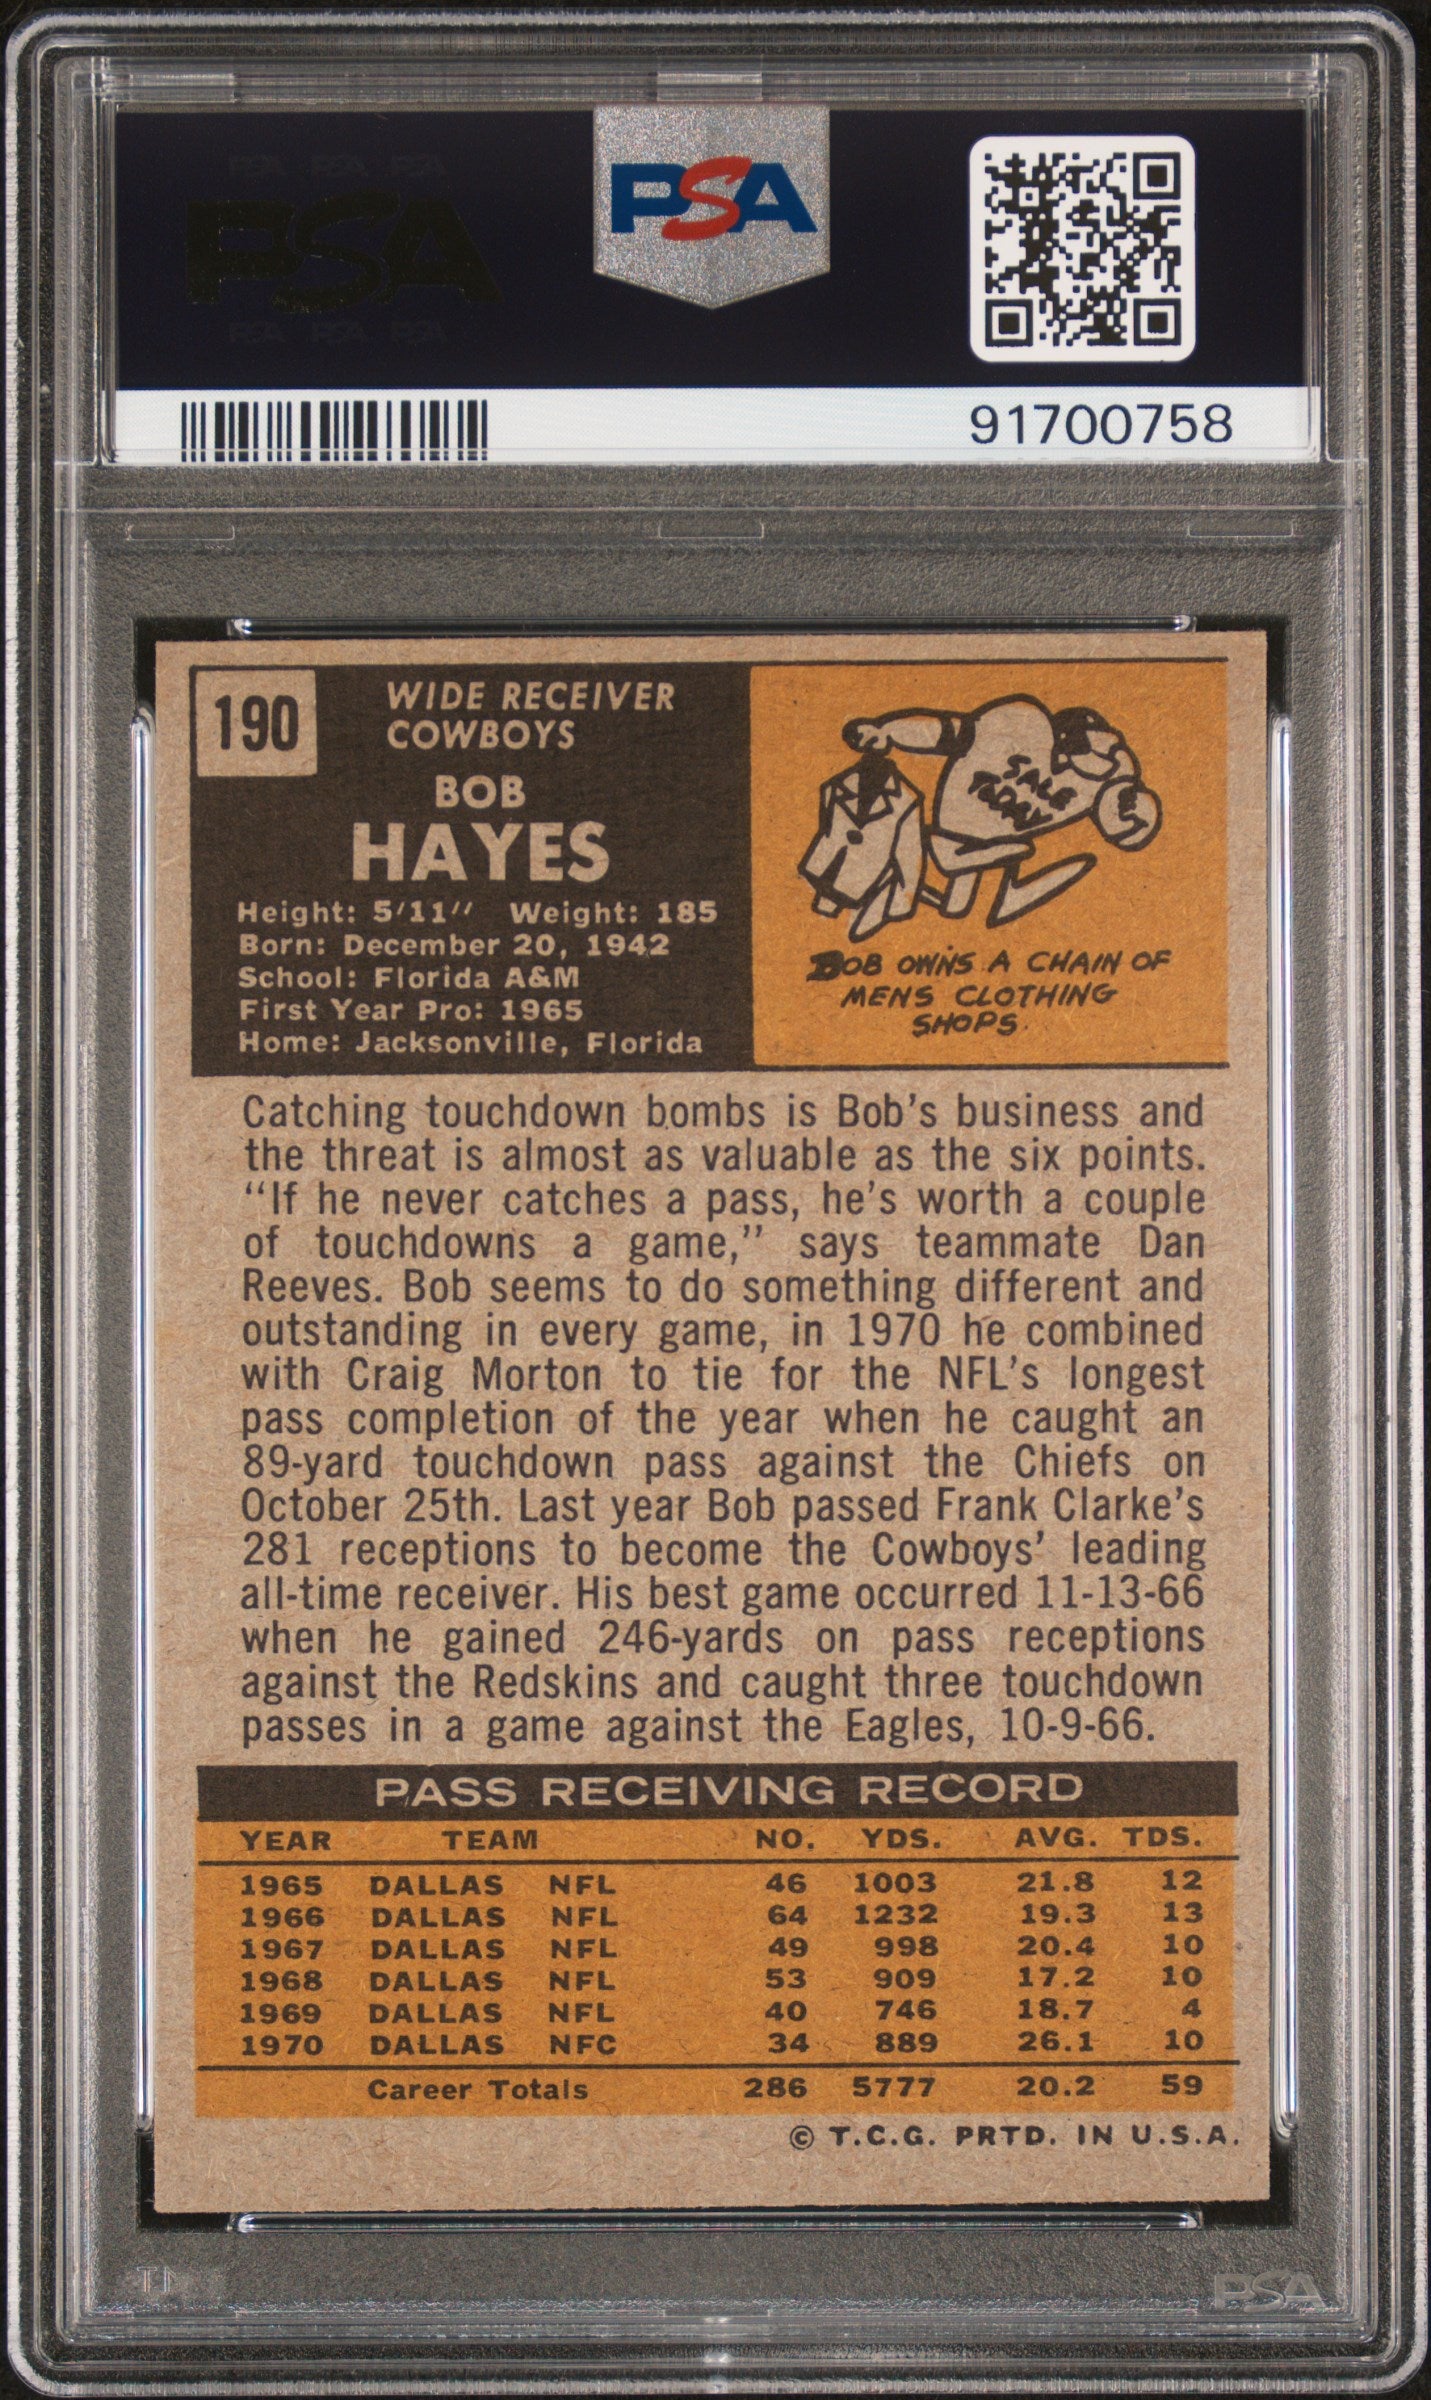 PSA PSA PSA
PSA
PSA PSA PSA
PSA
91700758
190
WIDE RECEIVER
COWBOYS
BOB
HAYES
Height: 5'11" Weight: 185
Born: December 20, 1942
School: Florida A&M
First Year Pro: 1965
Home: Jacksonville, Florida
SALE
TODAY
BOB OWNS A CHAIN OF
MENS CLOTHING
SHOPS.
Catching touchdown bombs is Bob's business and
the threat is almost as valuable as the six points.
"If he never catches a pass, he's worth a couple
of touchdowns a game," says teammate Dan
Reeves. Bob seems to do something different and
outstanding in every game, in 1970 he combined
with Craig Morton to tie for the NFL's longest
pass completion of the year when he caught an
89-yard touchdown pass against the Chiefs on
October 25th. Last year Bob passed Frank Clarke's
281 receptions to become the Cowboys' leading
all-time receiver. His best game occurred 11-13-66
when he gained 246-yards on pass receptions
against the Redskins and caught three touchdown
passes in a game against the Eagles, 10-9-66.
PASS RECEIVING RECORD
YEAR TEAM NO. YDS. AVG. TDS.
1965 DALLAS NFL 46 1003 21.8 12
1966 DALLAS NFL 64 1232 19.3 13
1967 DALLAS NFL 49 998 20.4 10
1968 DALLAS NFL 53 909 17.2 10
1969 DALLAS NFL 40 746 18.7 4
1970 DALLAS NFC 34 889 26.1 10
Career Totals 286 5777 20.2 59
© T.C.G. PRTD. IN U.S.A.
PSA